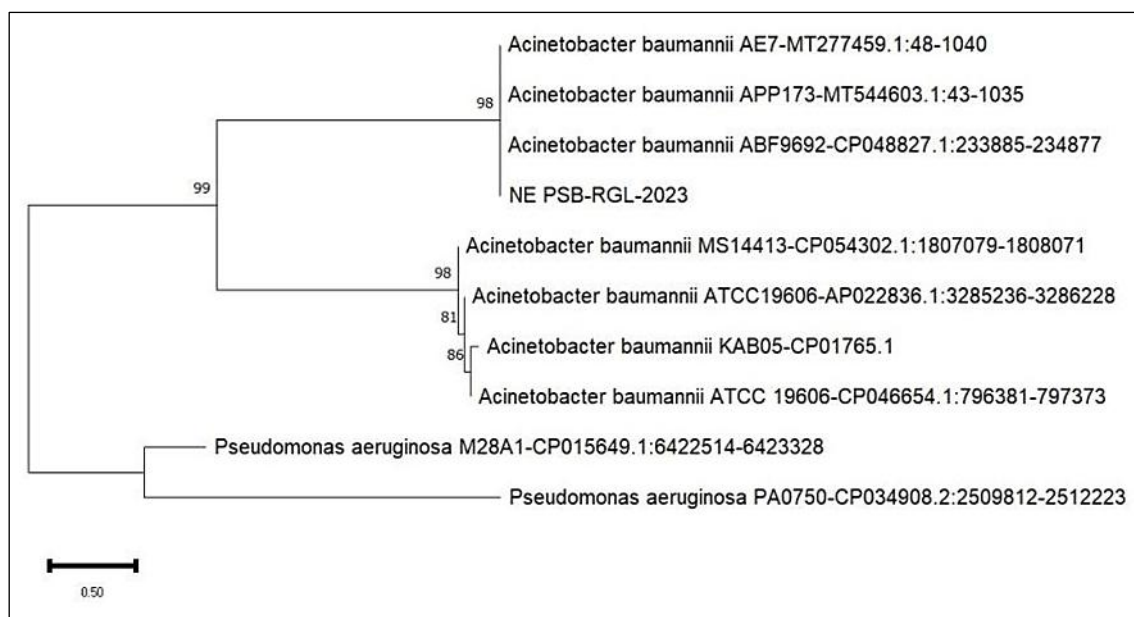 Acinetobacter baumannii AE7-MT277459.1:48-1040
Acinetobacter baumannii APP173-MT544603.1:43-1035
98
Acinetobacter baumannii ABF9692-CP048827.1:233885-234877
99
NE PSB-RGL-2023
Acinetobacter baumannii MS14413-CP054302.1:1807079-1808071
98
Acinetobacter baumannii ATCC19606-AP022836.1:3285236-3286228
81
Acinetobacter baumannii KAB05-CP01765.1
86
Acinetobacter baumannii ATCC 19606-CP046654.1:796381-797373
Pseudomonas aeruginosa M28A1-CP015649.1:6422514-6423328
Pseudomonas aeruginosa PA0750-CP034908.2:2509812-2512223
0.50